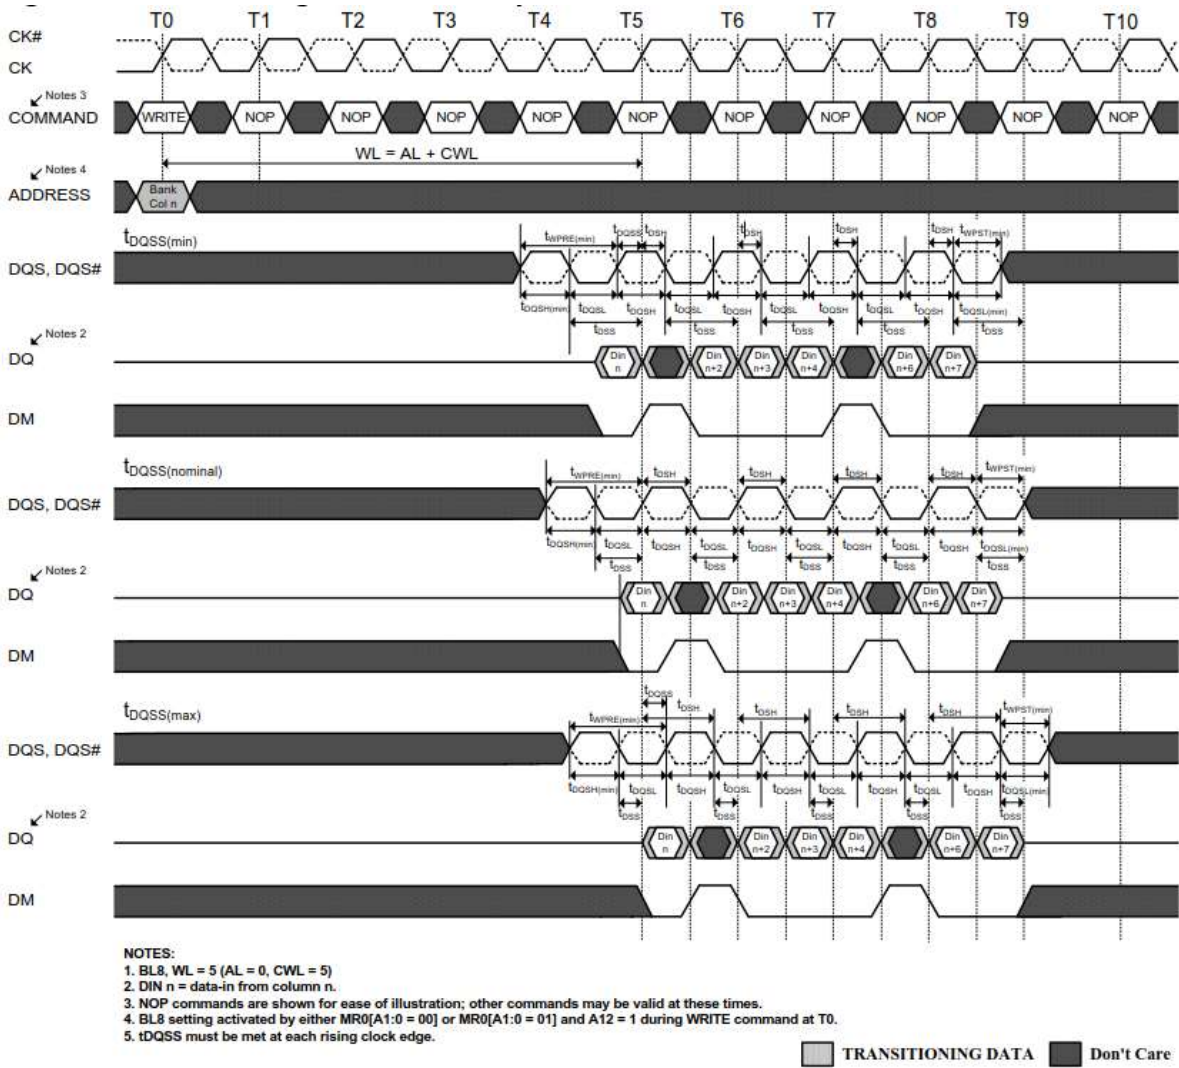 T0 T1 T2 T3 T4 T5 T6 T7 T8 T9 T10
CK#
CK
Notes 3
COMMAND WRITE NOP NOP NOP NOP NOP NOP NOP NOP NOP NOP
WL = AL + CWL
Notes 4
ADDRESS Bank Col n
tDQSS(min)
tWPRE(min) tDQSS tDSH tDSH tDSH tDSH tWPST(min)
DQS, DQS#
tDQSH(min) tDQSL tDQSH tDQSL tDQSH tDQSL tDQSH tDQSL tDQSH tDQSL(min)
tDSS tDSS tDSS tDSS tDSS
Notes 2
DQ Din n Din n+2 Din n+3 Din n+4 Din n+6 Din n+7
DM
tDQSS(nominal)
tWPRE(min) tDSH tDSH tDSH tDSH tWPST(min)
DQS, DQS#
tDQSH(min) tDQSL tDQSH tDQSL tDQSH tDQSL tDQSH tDQSL tDQSH tDQSL(min)
tDSS tDSS tDSS tDSS tDSS
Notes 2
DQ Din n Din n+2 Din n+3 Din n+4 Din n+6 Din n+7
DM
tDQSS
tDQSS(max)
tWPRE(min) tDSH tDSH tDSH tDSH tWPST(min)
DQS, DQS#
tDQSH(min) tDQSL tDQSH tDQSL tDQSH tDQSL tDQSH tDQSL tDQSH tDQSL(min)
tDSS tDSS tDSS tDSS tDSS
Notes 2
DQ Din n Din n+2 Din n+3 Din n+4 Din n+6 Din n+7
DM
NOTES:
1. BL8, WL = 5 (AL = 0, CWL = 5)
2. DIN n = data-in from column n.
3. NOP commands are shown for ease of illustration; other commands may be valid at these times.
4. BL8 setting activated by either MR0[A1:0 = 00] or MR0[A1:0 = 01] and A12 = 1 during WRITE command at T0.
5. tDQSS must be met at each rising clock edge.
TRANSITIONING DATA Don't Care